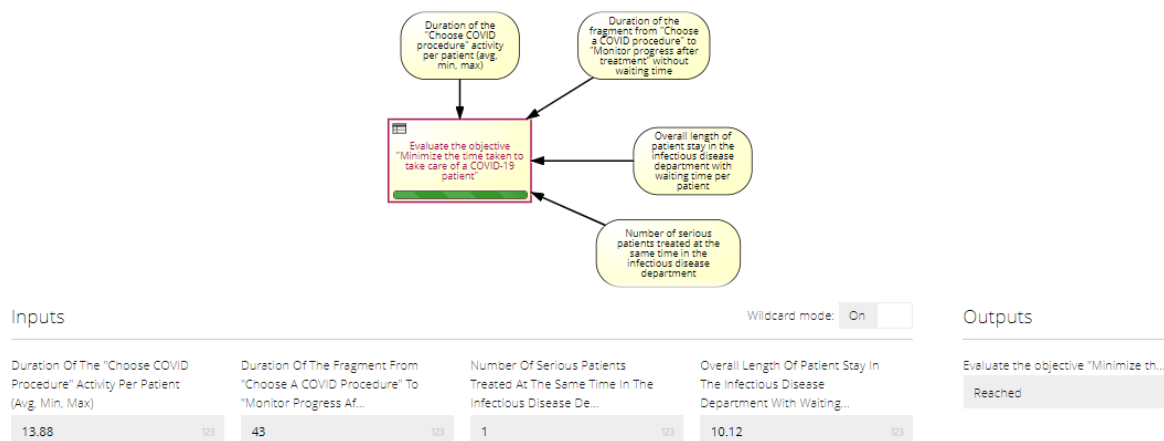 Duration of the
"Choose COVID
procedure" activity
per patient (avg,
min, max)
Duration of the
fragment from "Choose
a COVID procedure" to
"Monitor progress after
treatment" without
waiting time
Evaluate the objective
"Minimize the time taken to
take care of a COVID-19
patient"
Overall length of
patient stay in the
infectious disease
department with
waiting time per
patient
Number of serious
patients treated at the
same time in the
infectious disease
department
Inputs
Wildcard mode: On
Outputs
Duration Of The "Choose COVID
Procedure" Activity Per Patient
(Avg, Min, Max)
13.88 123
Duration Of The Fragment From
"Choose A COVID Procedure" To
"Monitor Progress Af...
43 123
Number Of Serious Patients
Treated At The Same Time In The
Infectious Disease De...
1 123
Overall Length Of Patient Stay In
The Infectious Disease
Department With Waiting...
10.12 123
Evaluate the objective "Minimize th...
Reached